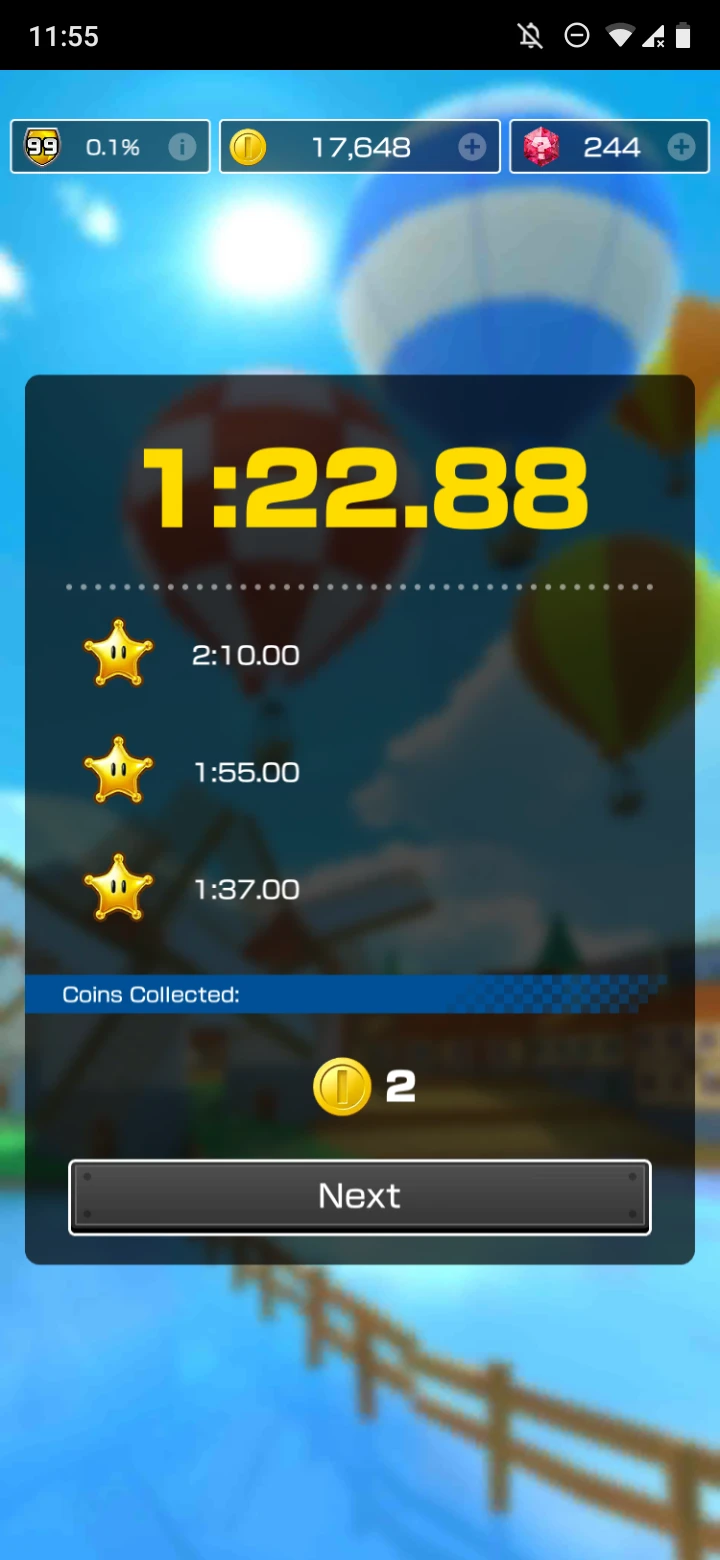 11:55
99 0.1% i 17,648 + ? 244 +
1:22.88
2:10.00
1:55.00
1:37.00
Coins Collected:
2
Next